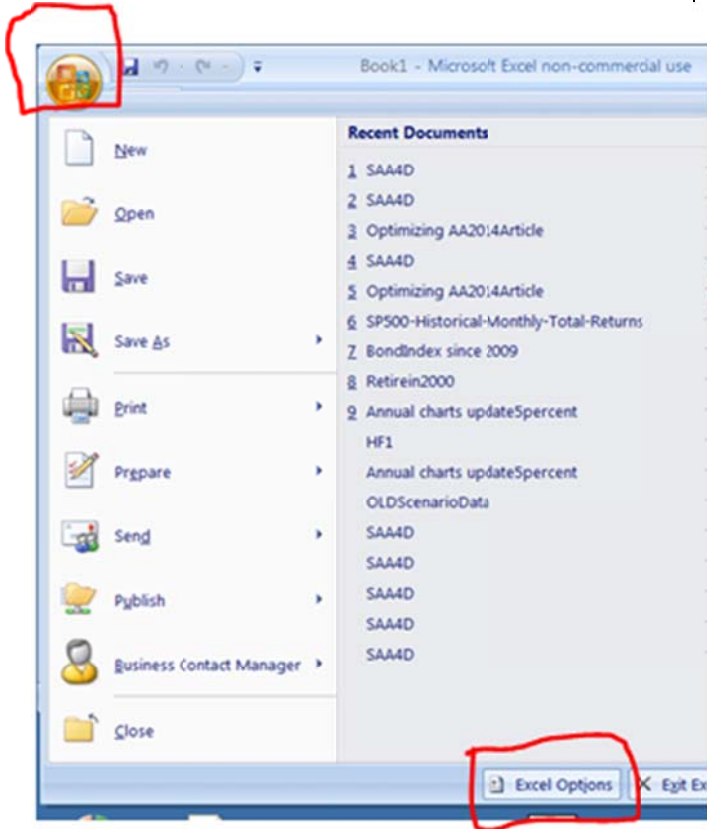 Book1 - Microsoft Excel non-commercial use
New
Open
Save
Save As
Print
Prepare
Send
Publish
Business Contact Manager
Close
Recent Documents
1 SAA4D
2 SAA4D
3 Optimizing AA2014Article
4 SAA4D
5 Optimizing AA2014Article
6 SP500-Historical-Monthly-Total-Returns
7 BondIndex since 2009
8 Retirein2000
9 Annual charts update5percent
HF1
Annual charts update5percent
OLDScenarioData
SAA4D
SAA4D
SAA4D
SAA4D
SAA4D
Excel Options Exit Ex